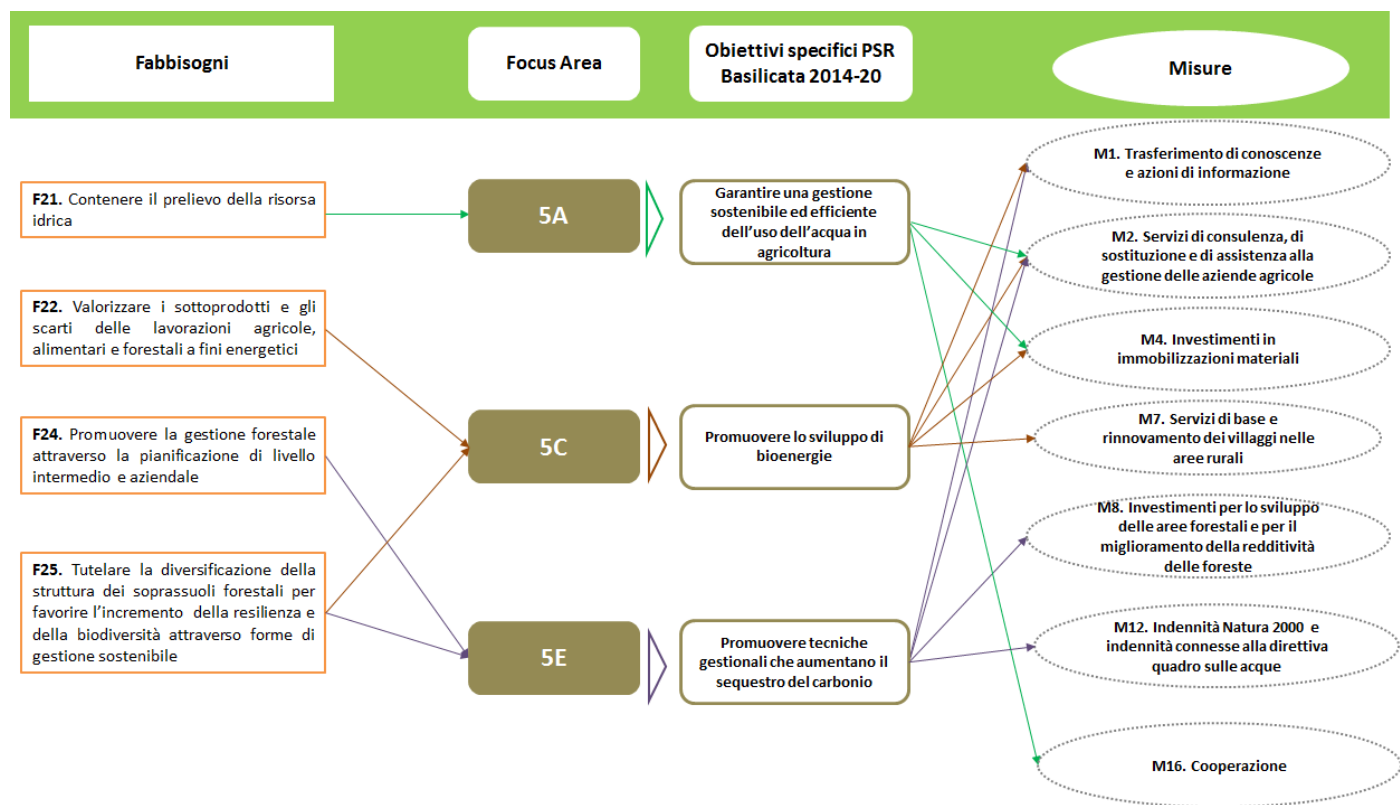 Fabbisogni
Focus Area
Obiettivi specifici PSR
Basilicata 2014-20
Misure
F21. Contenere il prelievo della risorsa
idrica
F22. Valorizzare i sottoprodotti e gli
scarti delle lavorazioni agricole,
alimentari e forestali a fini energetici
F24. Promuovere la gestione forestale
attraverso la pianificazione di livello
intermedio e aziendale
F25. Tutelare la diversificazione della
struttura dei soprassuoli forestali per
favorire l'incremento della resilienza e
della biodiversità attraverso forme di
gestione sostenibile
5A
5C
5E
Garantire una gestione
sostenibile ed efficiente
dell'uso dell'acqua in
agricoltura
Promuovere lo sviluppo di
bioenergie
Promuovere tecniche
gestionali che aumentano il
sequestro del carbonio
M1. Trasferimento di conoscenze
e azioni di informazione
M2. Servizi di consulenza, di
sostituzione e di assistenza alla
gestione delle aziende agricole
M4. Investimenti in
immobilizzazioni materiali
M7. Servizi di base e
rinnovamento dei villaggi nelle
aree rurali
M8. Investimenti per lo sviluppo
delle aree forestali e per il
miglioramento della redditività
delle foreste
M12. Indennità Natura 2000 e
indennità connesse alla direttiva
quadro sulle acque
M16. Cooperazione